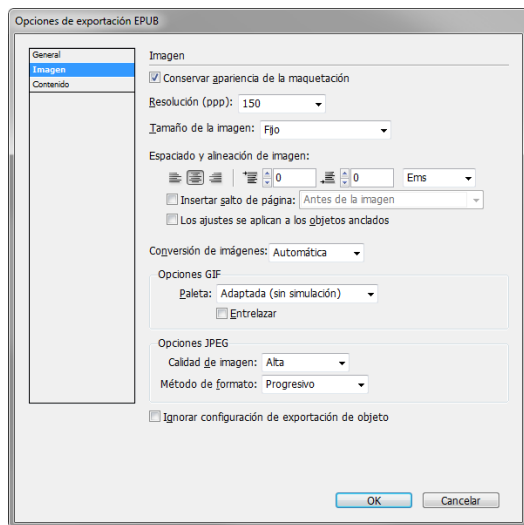 Opciones de exportación EPUB
General
Imagen
Contenido
Imagen
Conservar apariencia de la maquetación
Resolución (ppp): 150
Tamaño de la imagen: Fijo
Espaciado y alineación de imagen:
0 0 Ems
Insertar salto de página: Antes de la imagen
Los ajustes se aplican a los objetos anclados
Conversión de imágenes: Automática
Opciones GIF
Paleta: Adaptada (sin simulación)
Entrelazar
Opciones JPEG
Calidad de imagen: Alta
Método de formato: Progresivo
Ignorar configuración de exportación de objeto
OK Cancelar